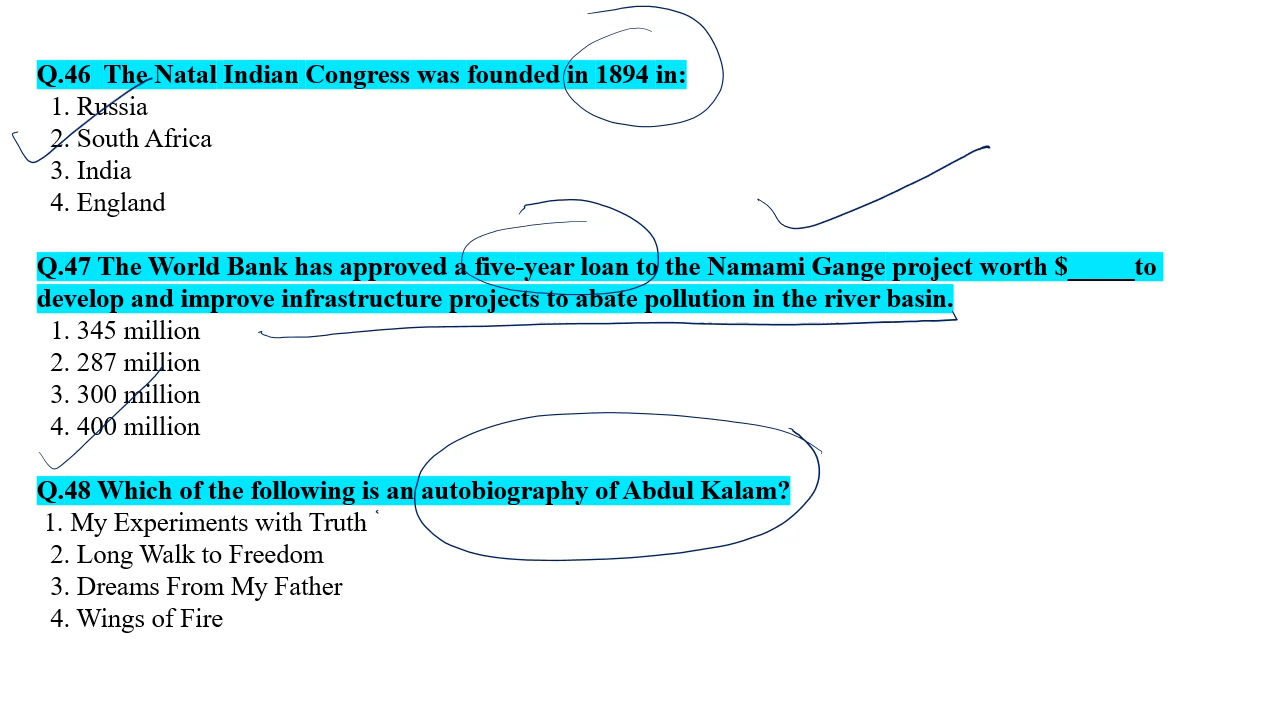 Q.46 The Natal Indian Congress was founded in 1894 in:
1. Russia
2. South Africa
3. India
4. England
Q.47 The World Bank has approved a five-year loan to the Namami Gange project worth $_____to
develop and improve infrastructure projects to abate pollution in the river basin.
1. 345 million
2. 287 million
3. 300 million
4. 400 million
Q.48 Which of the following is an autobiography of Abdul Kalam?
1. My Experiments with Truth
2. Long Walk to Freedom
3. Dreams From My Father
4. Wings of Fire